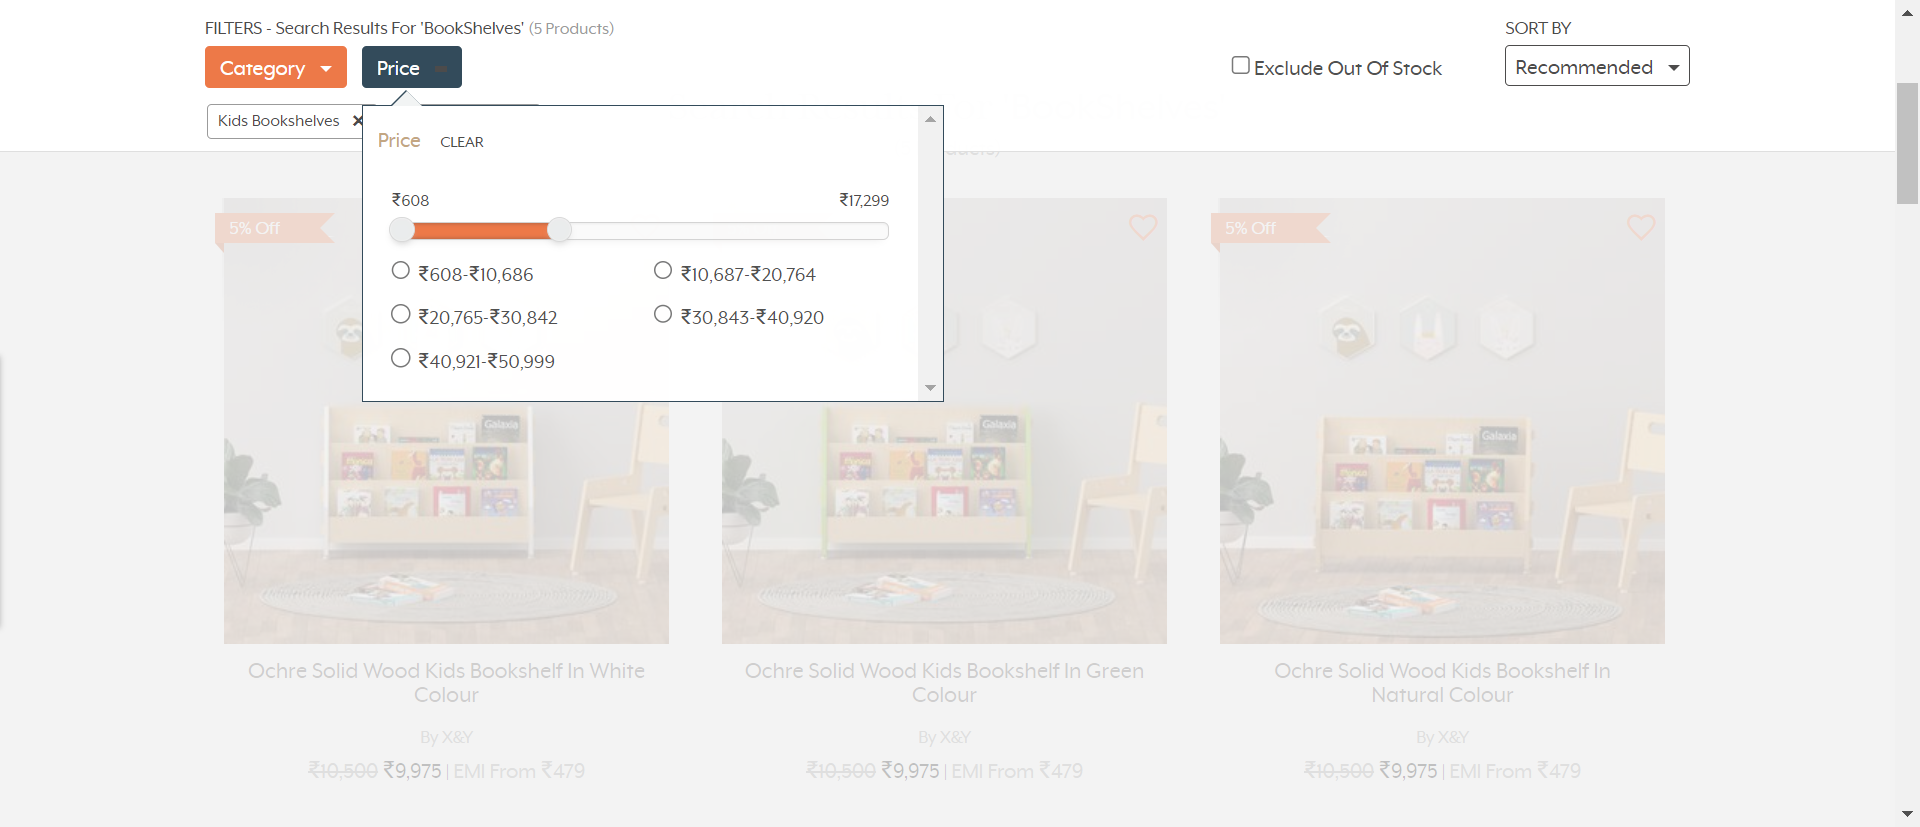 FILTERS - Search Results For 'BookShelves' (5 Products)
SORT BY
Category
Price
Exclude Out Of Stock
Recommended
Kids Bookshelves ×
Price CLEAR
₹608 ₹17,299
₹608-₹10,686 ₹10,687-₹20,764
₹20,765-₹30,842 ₹30,843-₹40,920
₹40,921-₹50,999
5% Off
5% Off
Galaxia
Galaxia
Galaxia
Ochre Solid Wood Kids Bookshelf In White
Colour
By X&Y
₹10,500 ₹9,975 | EMI From ₹479
Ochre Solid Wood Kids Bookshelf In Green
Colour
By X&Y
₹10,500 ₹9,975 | EMI From ₹479
Ochre Solid Wood Kids Bookshelf In
Natural Colour
By X&Y
₹10,500 ₹9,975 | EMI From ₹479